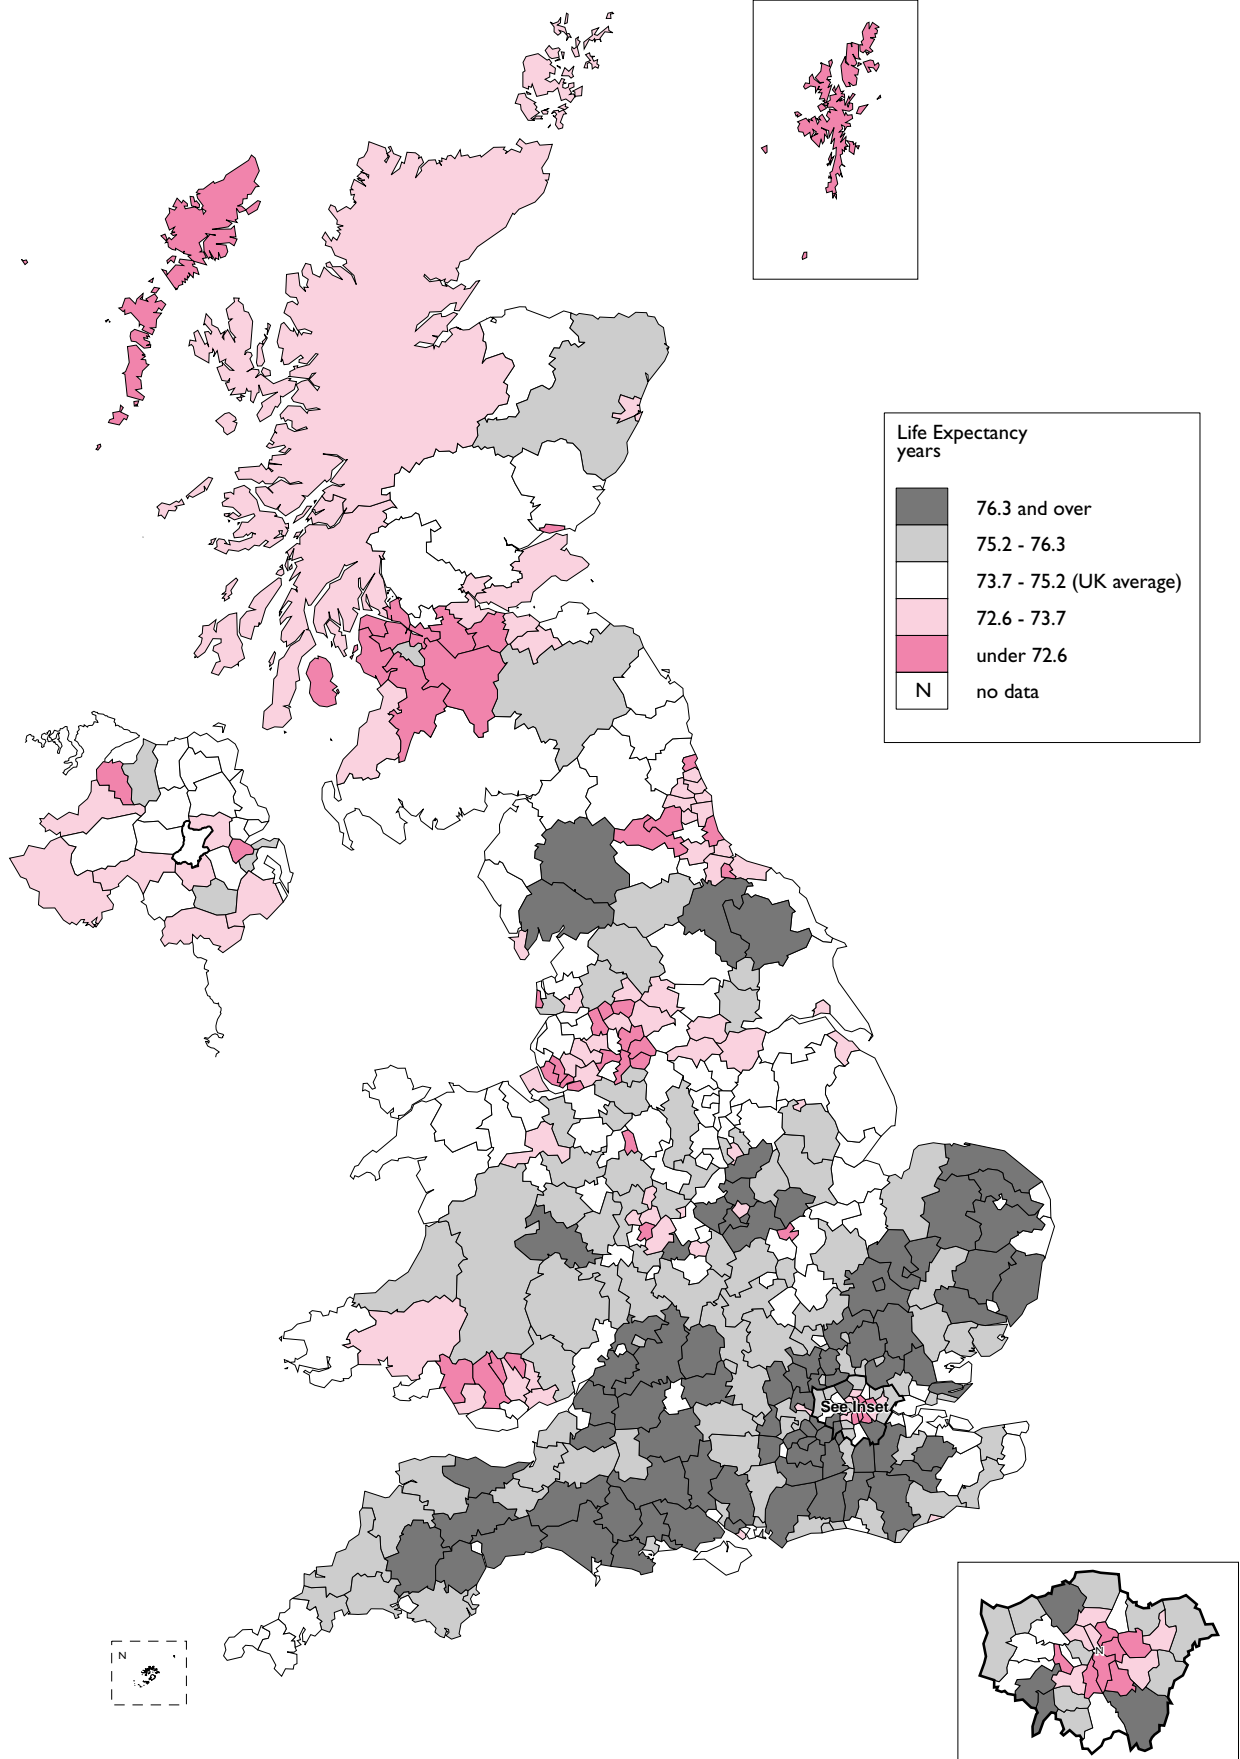 Life Expectancy
years
76.3 and over
75.2 - 76.3
73.7 - 75.2 (UK average)
72.6 - 73.7
under 72.6
N no data
See Inset
N
N